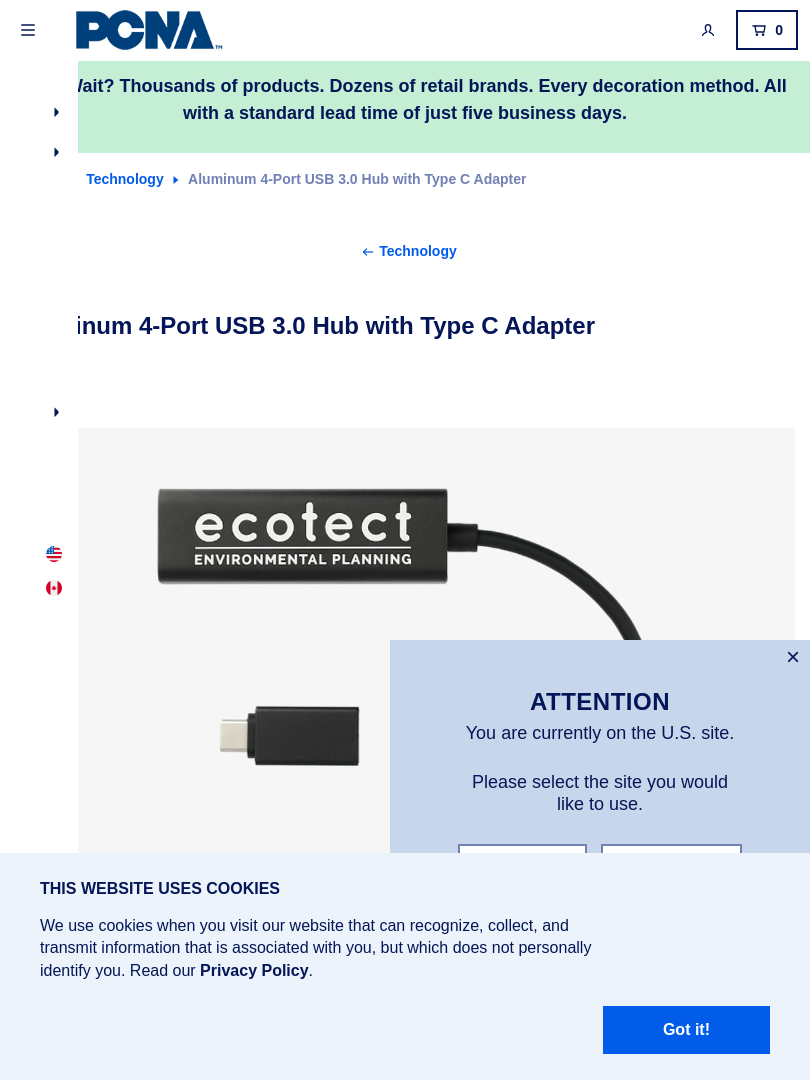 PCNA™
0
Wait? Thousands of products. Dozens of retail brands. Every decoration method. All
with a standard lead time of just five business days.
Technology
Aluminum 4-Port USB 3.0 Hub with Type C Adapter
Technology
inum 4-Port USB 3.0 Hub with Type C Adapter
ecotect
ENVIRONMENTAL PLANNING
ATTENTION
You are currently on the U.S. site.
Please select the site you would
like to use.
THIS WEBSITE USES COOKIES
We use cookies when you visit our website that can recognize, collect, and
transmit information that is associated with you, but which does not personally
identify you. Read our Privacy Policy.
Got it!